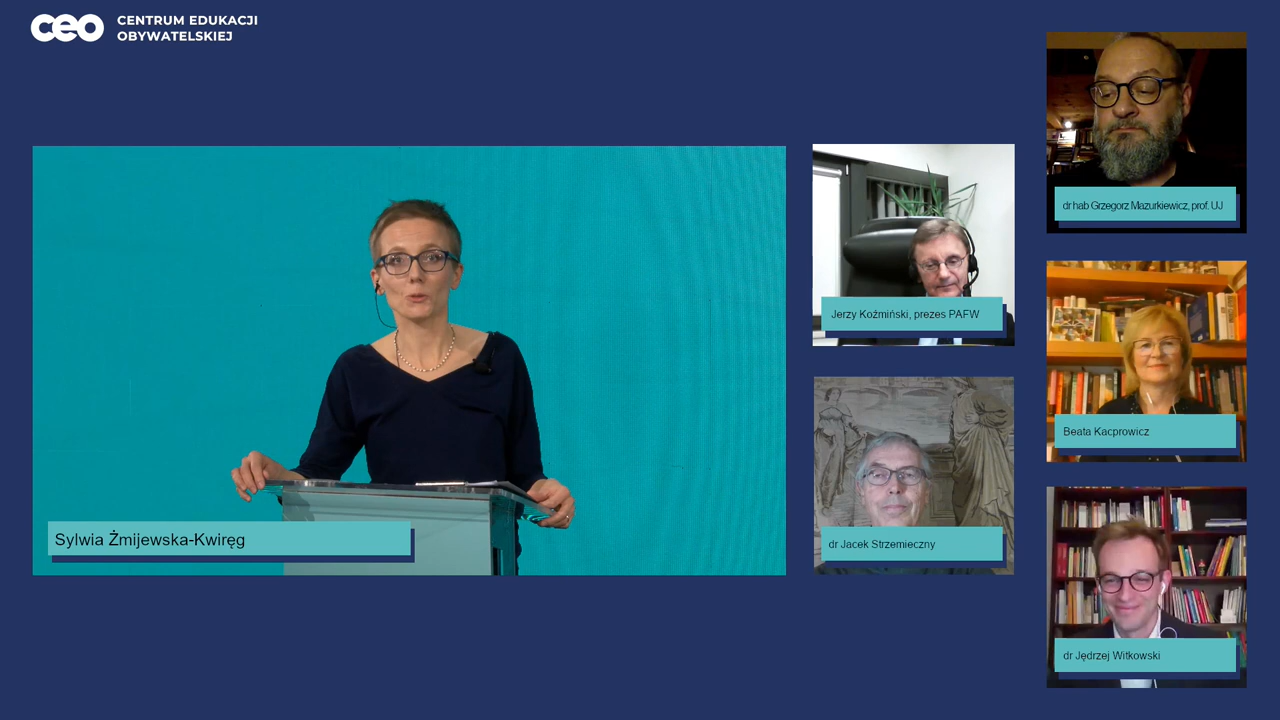 ceo
CENTRUM EDUKACJI
OBYWATELSKIEJ
Sylwia Żmijewska-Kwiręg
Jerzy Koźmiński, prezes PAFW
dr Jacek Strzemieczny
dr hab Grzegorz Mazurkiewicz, prof. UJ
Beata Kacprowicz
dr Jędrzej Witkowski